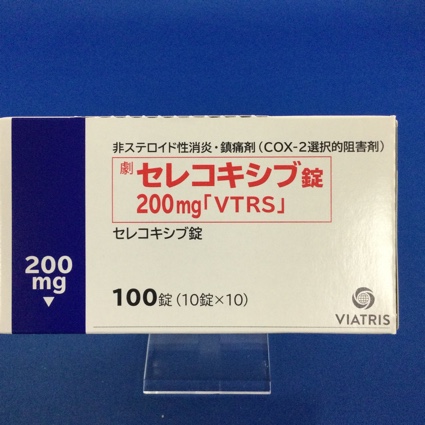 非ステロイド性消炎・鎮痛剤（COX-2選択的阻害剤）
劇 セレコキシブ錠
200mg「VTRS」
セレコキシブ錠
200
mg
100錠（10錠×10）
VIATRIS